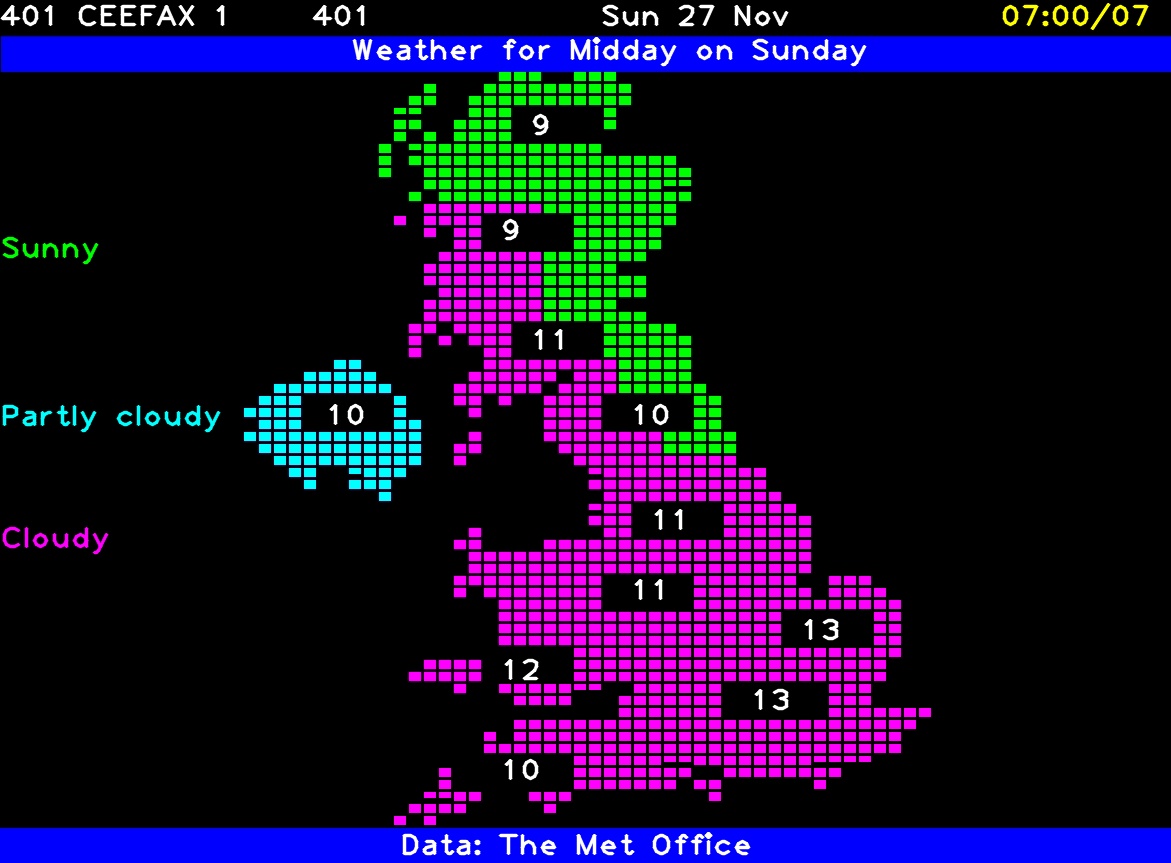 401 CEEFAX 1 401 Sun 27 Nov 07:00/07
Weather for Midday on Sunday
9
9
Sunny
11
Partly cloudy 10 10
11
Cloudy
11
13
12
13
10
Data: The Met Office